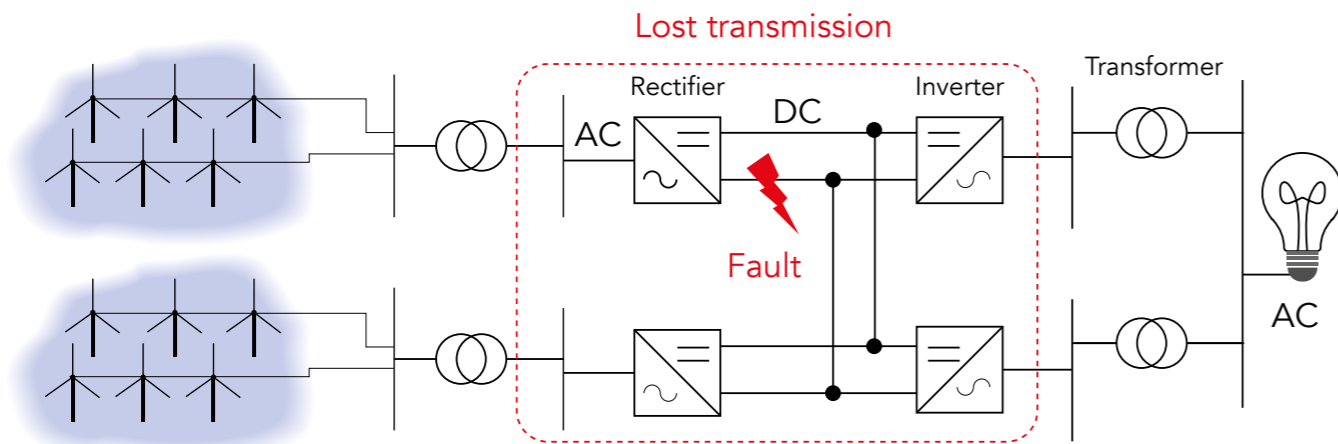 Lost transmission
Rectifier
DC
Inverter
Transformer
AC
Fault
AC